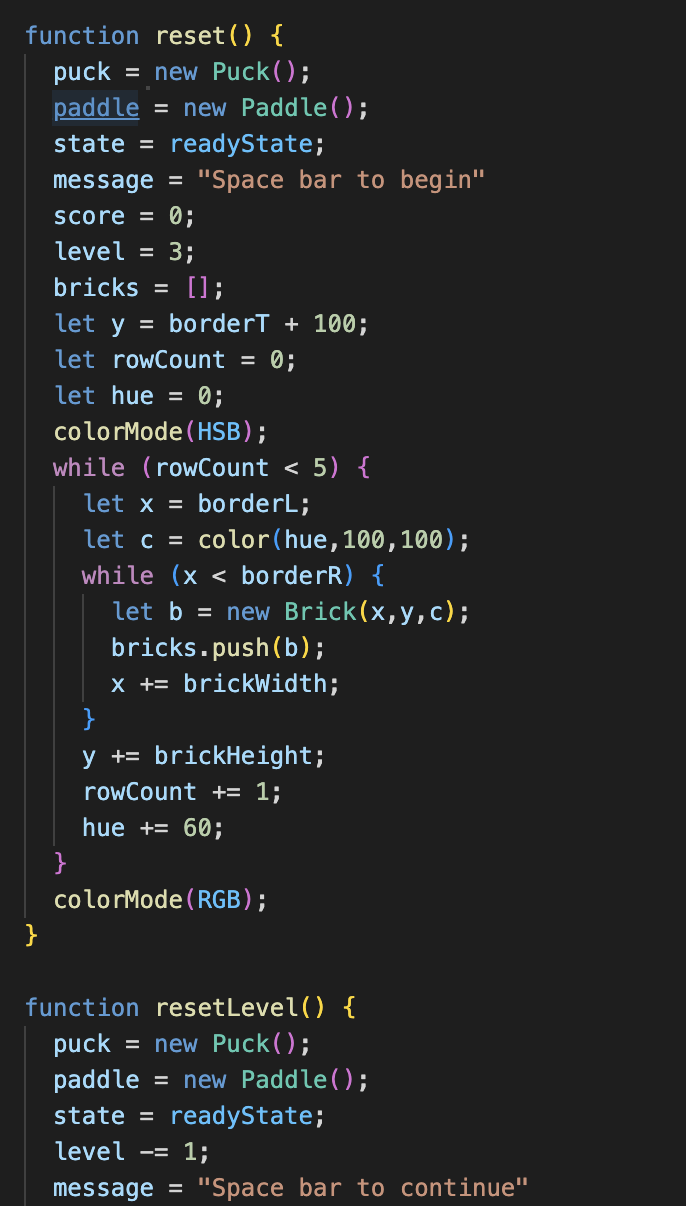 function reset() {
  puck = new Puck();
  paddle = new Paddle();
  state = readyState;
  message = "Space bar to begin"
  score = 0;
  level = 3;
  bricks = [];
  let y = borderT + 100;
  let rowCount = 0;
  let hue = 0;
  colorMode(HSB);
  while (rowCount < 5) {
    let x = borderL;
    let c = color(hue,100,100);
    while (x < borderR) {
      let b = new Brick(x,y,c);
      bricks.push(b);
      x += brickWidth;
    }
    y += brickHeight;
    rowCount += 1;
    hue += 60;
  }
  colorMode(RGB);
}

function resetLevel() {
  puck = new Puck();
  paddle = new Paddle();
  state = readyState;
  level -= 1;
  message = "Space bar to continue"